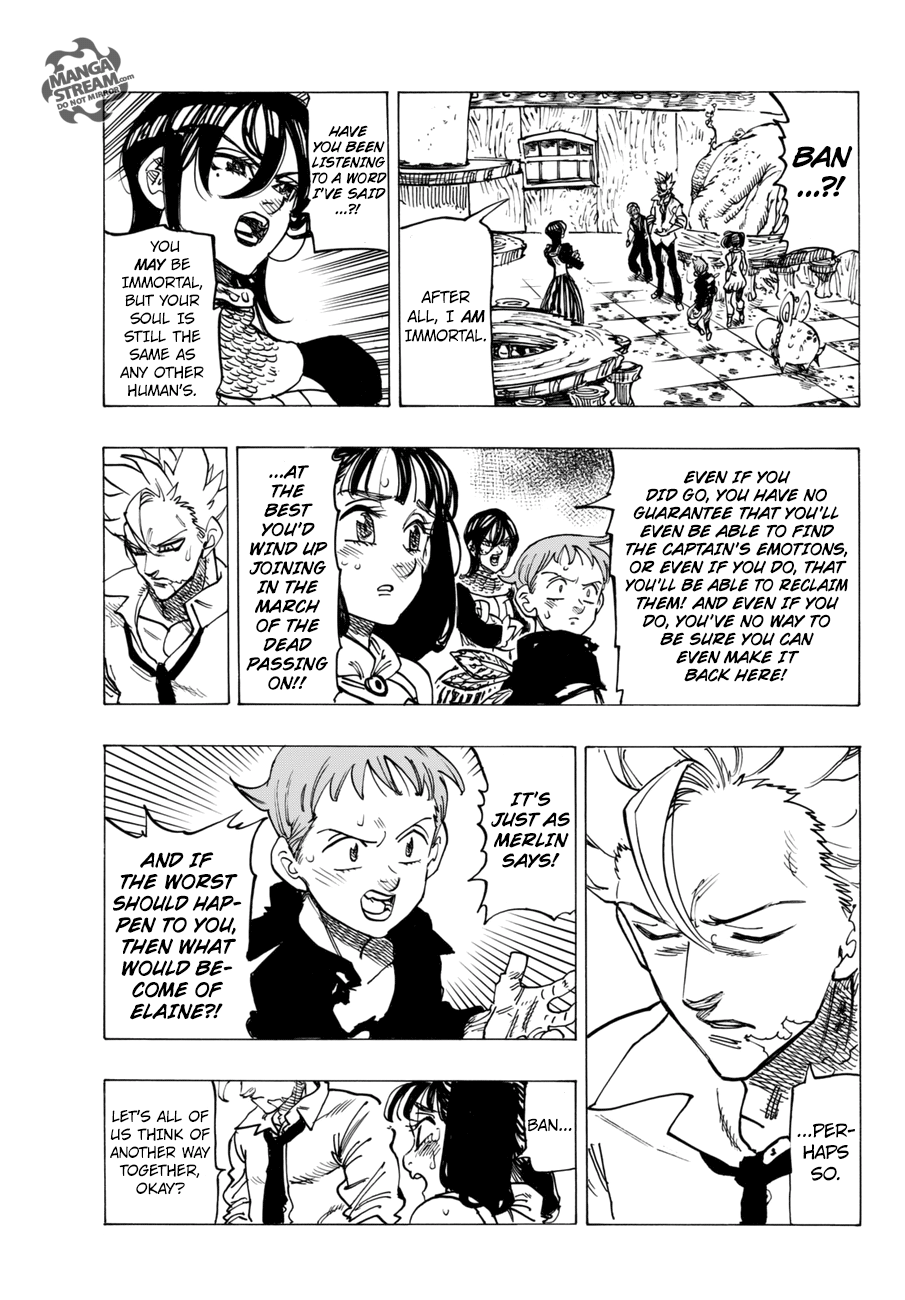 MANGA
STREAM.com
DO NOT MIRROR
BAN
...?!
AFTER
ALL, I AM
IMMORTAL.
HAVE
YOU BEEN
LISTENING
TO A WORD
I'VE SAID
...?!
YOU
MAY BE
IMMORTAL,
BUT YOUR
SOUL IS
STILL THE
SAME AS
ANY OTHER
HUMAN'S.
EVEN IF YOU
DID GO, YOU HAVE NO
GUARANTEE THAT YOU'LL
EVEN BE ABLE TO FIND
THE CAPTAIN'S EMOTIONS,
OR EVEN IF YOU DO, THAT
YOU'LL BE ABLE TO RECLAIM
THEM! AND EVEN IF YOU
DO, YOU'VE NO WAY TO
BE SURE YOU CAN
EVEN MAKE IT
BACK HERE!
...AT
THE
BEST
YOU'D
WIND UP
JOINING
IN THE
MARCH
OF THE
DEAD
PASSING
ON!!
...PER-
HAPS
SO.
IT'S
JUST AS
MERLIN
SAYS!
AND IF
THE WORST
SHOULD HAP-
PEN TO YOU,
THEN WHAT
WOULD BE-
COME OF
ELAINE?!
BAN...
LET'S ALL OF
US THINK OF
ANOTHER WAY
TOGETHER,
OKAY?